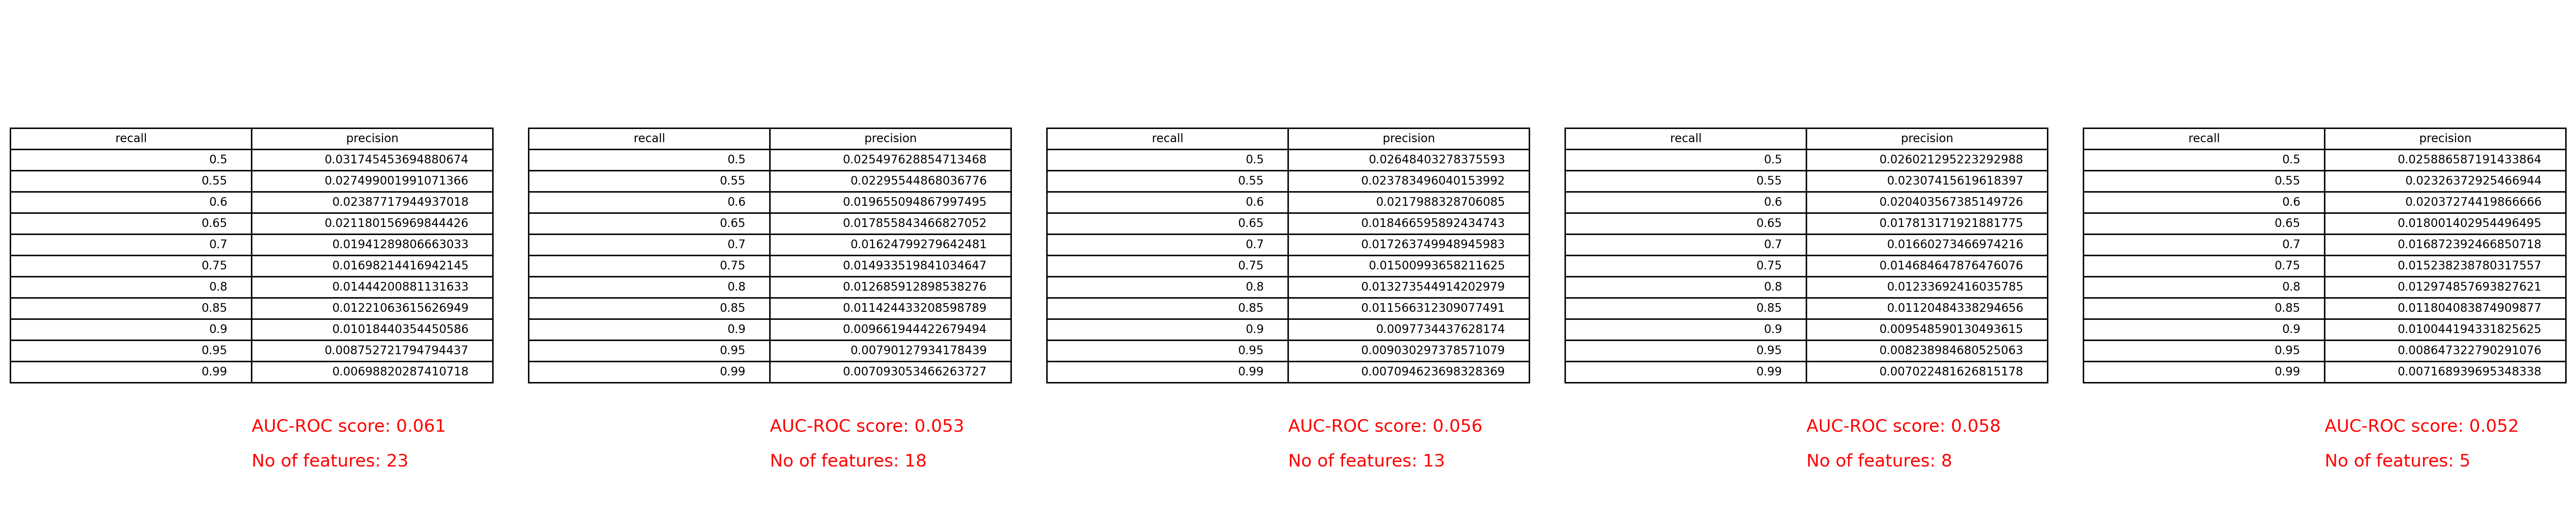 recall precision recall precision recall precision recall precision recall precision
0.5 0.031745453694880674 0.5 0.025497628854713468 0.5 0.02648403278375593 0.5 0.026021295223292988 0.5 0.025886587191433864
0.55 0.027499001991071366 0.55 0.02295544868036776 0.55 0.023783496040153992 0.55 0.02307415619618397 0.55 0.02326372925466944
0.6 0.02387717944937018 0.6 0.019655094867997495 0.6 0.0217988328706085 0.6 0.020403567385149726 0.6 0.02037274419866666
0.65 0.021180156969844426 0.65 0.017855843466827052 0.65 0.018466595892434743 0.65 0.017813171921881775 0.65 0.018001402954496495
0.7 0.01941289806663033 0.7 0.01624799279642481 0.7 0.017263749948945983 0.7 0.01660273466974216 0.7 0.016872392466850718
0.75 0.01698214416942145 0.75 0.014933519841034647 0.75 0.01500993658211625 0.75 0.014684647876476076 0.75 0.015238238780317557
0.8 0.01444200881131633 0.8 0.012685912898538276 0.8 0.013273544914202979 0.8 0.01233692416035785 0.8 0.012974857693827621
0.85 0.01221063615626949 0.85 0.011424433208598789 0.85 0.011566312309077491 0.85 0.01120484338294656 0.85 0.011804083874909877
0.9 0.01018440354450586 0.9 0.009661944422679494 0.9 0.0097734437628174 0.9 0.009548590130493615 0.9 0.010044194331825625
0.95 0.008752721794794437 0.95 0.00790127934178439 0.95 0.009030297378571079 0.95 0.008238984680525063 0.95 0.008647322790291076
0.99 0.00698820287410718 0.99 0.007093053466263727 0.99 0.007094623698328369 0.99 0.007022481626815178 0.99 0.007168939695348338
AUC-ROC score: 0.061 AUC-ROC score: 0.053 AUC-ROC score: 0.056 AUC-ROC score: 0.058 AUC-ROC score: 0.052
No of features: 23 No of features: 18 No of features: 13 No of features: 8 No of features: 5